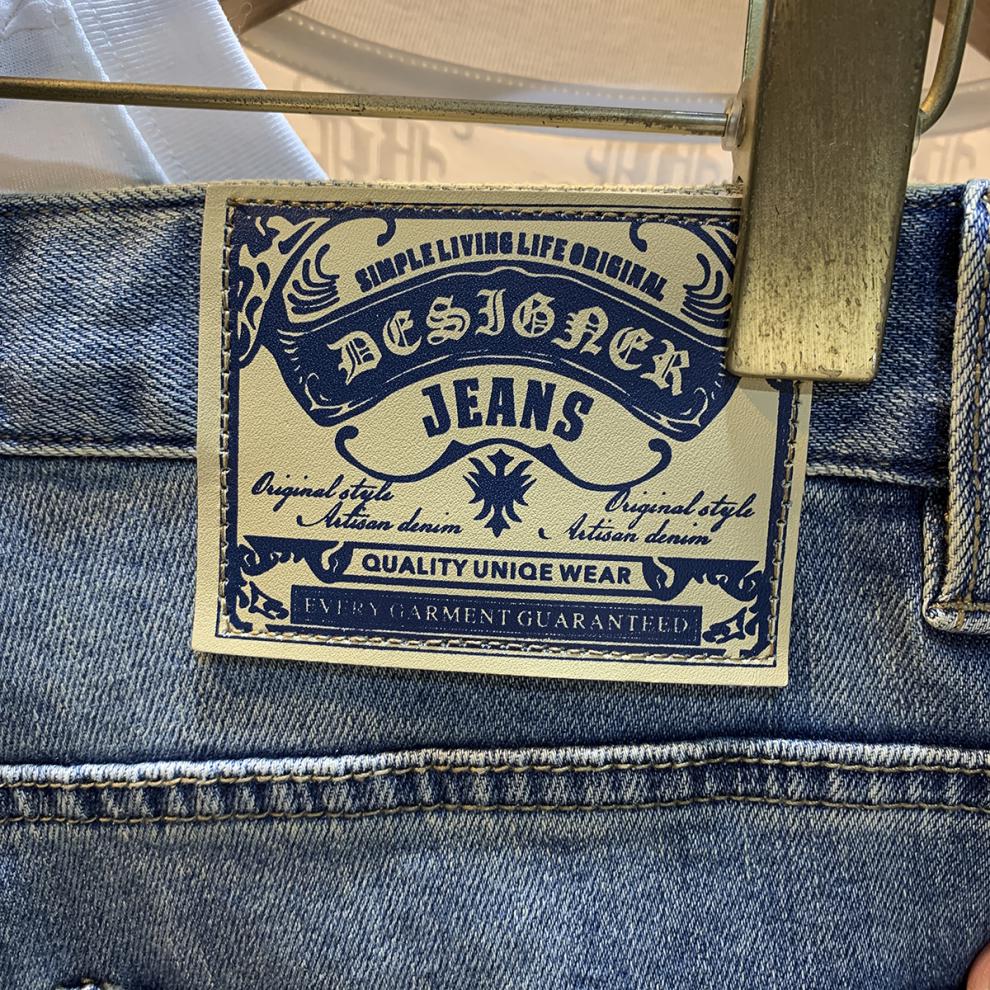 SIMPLE LIVING LIFE ORIGINAL
DESIGNER
JEANS
Original style
Artisan denim
Original style
Artisan denim
QUALITY UNIQE WEAR
EVERY GARMENT GUARANTEED